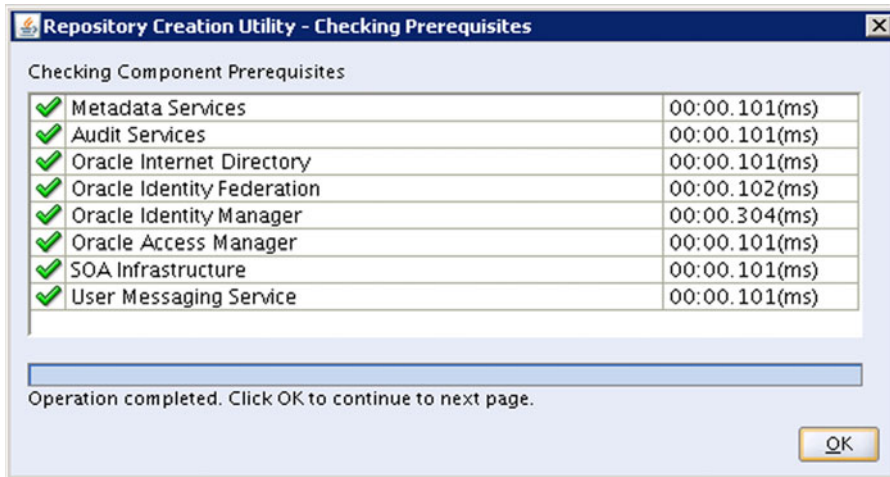 Repository Creation Utility - Checking Prerequisites
Checking Component Prerequisites
Metadata Services 00:00.101(ms)
Audit Services 00:00.101(ms)
Oracle Internet Directory 00:00.101(ms)
Oracle Identity Federation 00:00.102(ms)
Oracle Identity Manager 00:00.304(ms)
Oracle Access Manager 00:00.101(ms)
SOA Infrastructure 00:00.101(ms)
User Messaging Service 00:00.101(ms)
Operation completed. Click OK to continue to next page.
OK